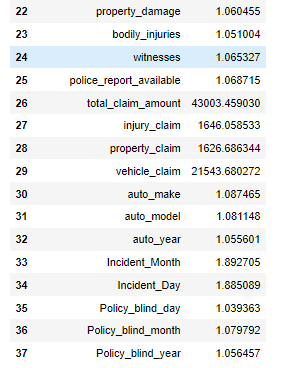 22 property_damage 1.060455
23 bodily_injuries 1.051004
24 witnesses 1.065327
25 police_report_available 1.068715
26 total_claim_amount 43003.459030
27 injury_claim 1646.058533
28 property_claim 1626.686344
29 vehicle_claim 21543.680272
30 auto_make 1.087465
31 auto_model 1.081148
32 auto_year 1.055601
33 Incident_Month 1.892705
34 Incident_Day 1.885089
35 Policy_blind_day 1.039363
36 Policy_blind_month 1.079792
37 Policy_blind_year 1.056457